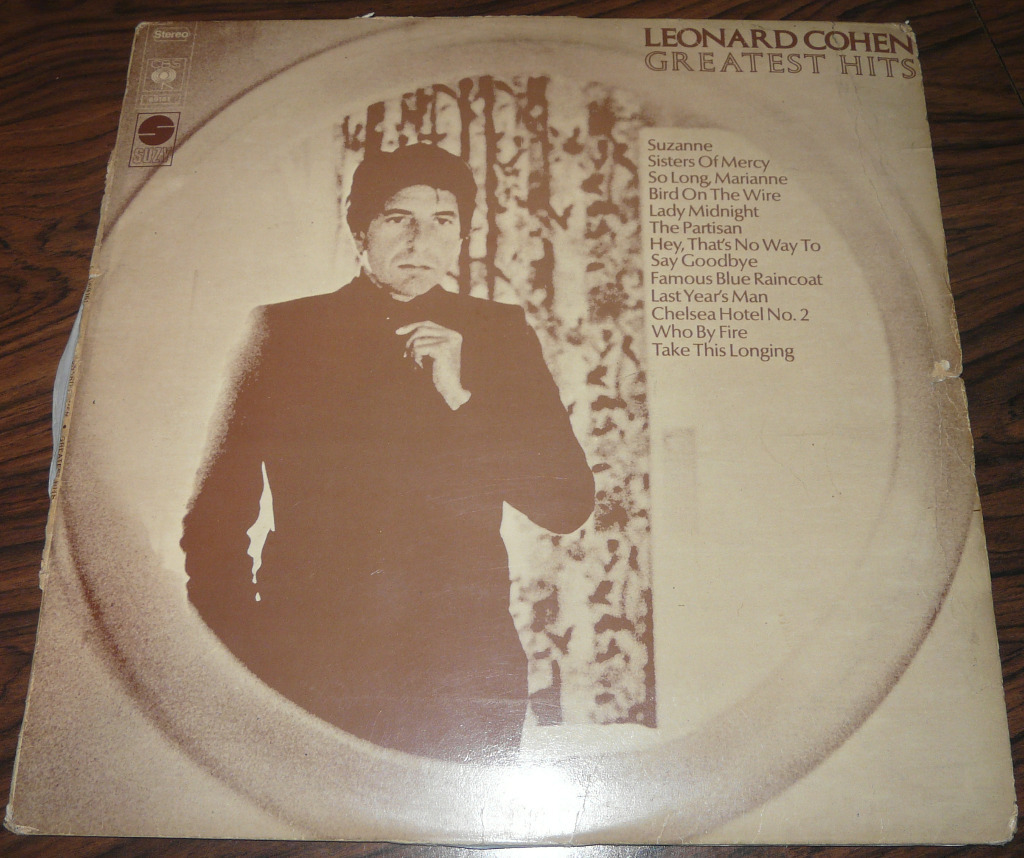 Stereo
CBS
SUZY
LEONARD COHEN
GREATEST HITS
Suzanne
Sisters Of Mercy
So Long, Marianne
Bird On The Wire
Lady Midnight
The Partisan
Hey, That's No Way To
Say Goodbye
Famous Blue Raincoat
Last Year's Man
Chelsea Hotel No. 2
Who By Fire
Take This Longing